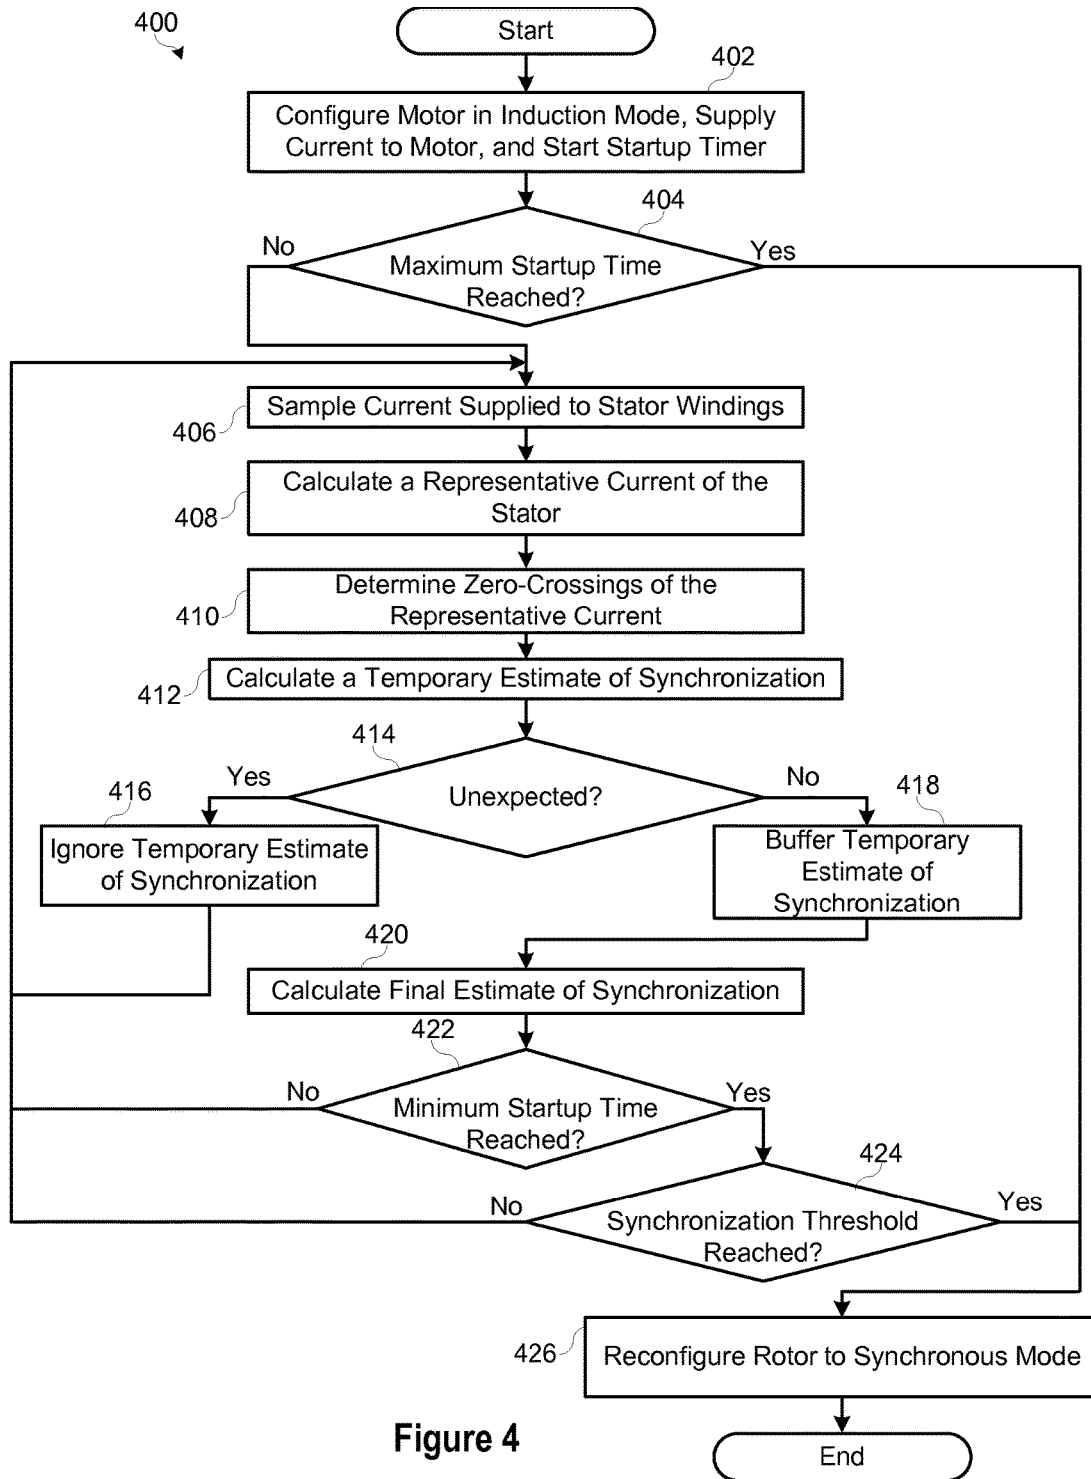 400
Start
402
Configure Motor in Induction Mode, Supply
Current to Motor, and Start Startup Timer
404
No
Yes
Maximum Startup Time
Reached?
Sample Current Supplied to Stator Windings
406
Calculate a Representative Current of the
Stator
408
Determine Zero-Crossings of the
Representative Current
410
Calculate a Temporary Estimate of Synchronization
412
414
Yes
No
Unexpected?
416
418
Ignore Temporary Estimate
of Synchronization
Buffer Temporary
Estimate of
Synchronization
420
Calculate Final Estimate of Synchronization
422
No
Yes
Minimum Startup Time
Reached?
424
No
Yes
Synchronization Threshold
Reached?
426
Reconfigure Rotor to Synchronous Mode
Figure 4
End